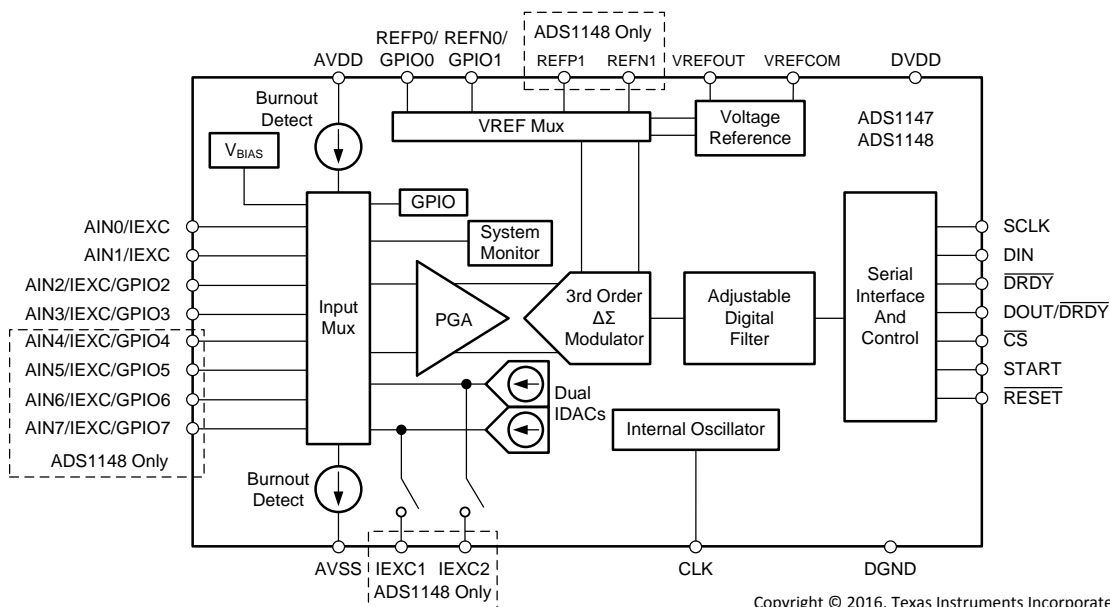 ADS1148 Only
REFP0/
GPIO0
REFN0/
GPIO1
AVDD
REFP1
REFN1
VREFOUT
VREFCOM
DVDD
Burnout
Detect
VREF Mux
Voltage
Reference
ADS1147
ADS1148
VBIAS
GPIO
System
Monitor
AIN0/IEXC
AIN1/IEXC
AIN2/IEXC/GPIO2
AIN3/IEXC/GPIO3
AIN4/IEXC/GPIO4
AIN5/IEXC/GPIO5
AIN6/IEXC/GPIO6
AIN7/IEXC/GPIO7
ADS1148 Only
Input
Mux
PGA
3rd Order
ΔΣ
Modulator
Adjustable
Digital
Filter
Serial
Interface
And
Control
SCLK
DIN
DRDY
DOUT/DRDY
CS
START
RESET
Dual
IDACs
Internal Oscillator
Burnout
Detect
AVSS
IEXC1
IEXC2
ADS1148 Only
CLK
DGND
Copyright © 2016, Texas Instruments Incorporate